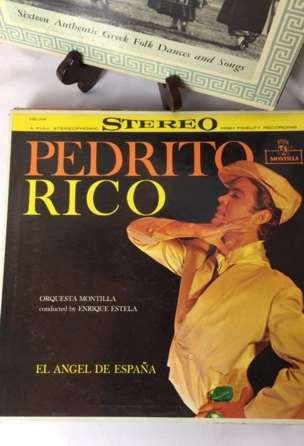 Sixteen Authentic Greek Folk Dances and Songs
A FULL STEREOPHONIC STEREO HIGH FIDELITY RECORDING
PEDRITO
RICO
MONTILLA
ORQUESTA MONTILLA
conducted by ENRIQUE ESTELA
EL ANGEL DE ESPAÑA